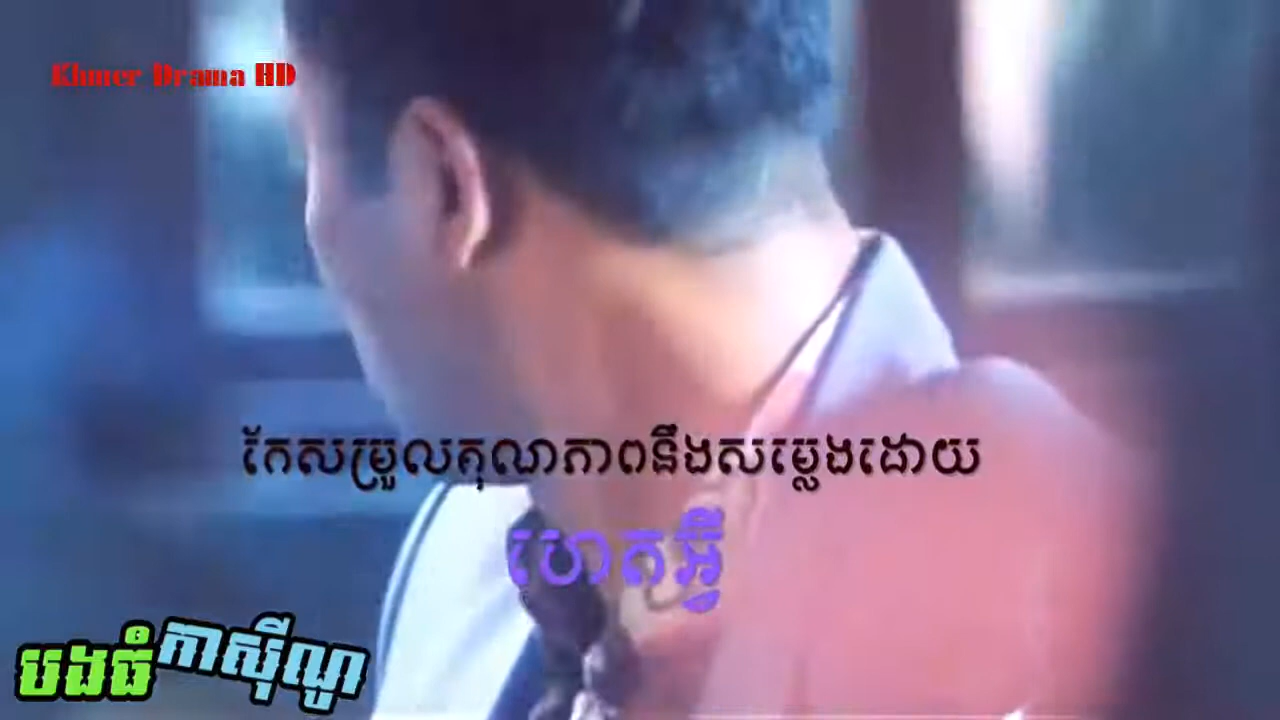 Khmer Drama HD
កែសម្រួលគុណភាពនឹងសម្លេងដោយ
ហេតុអ្វី
បងធំ កាស៊ីណូ